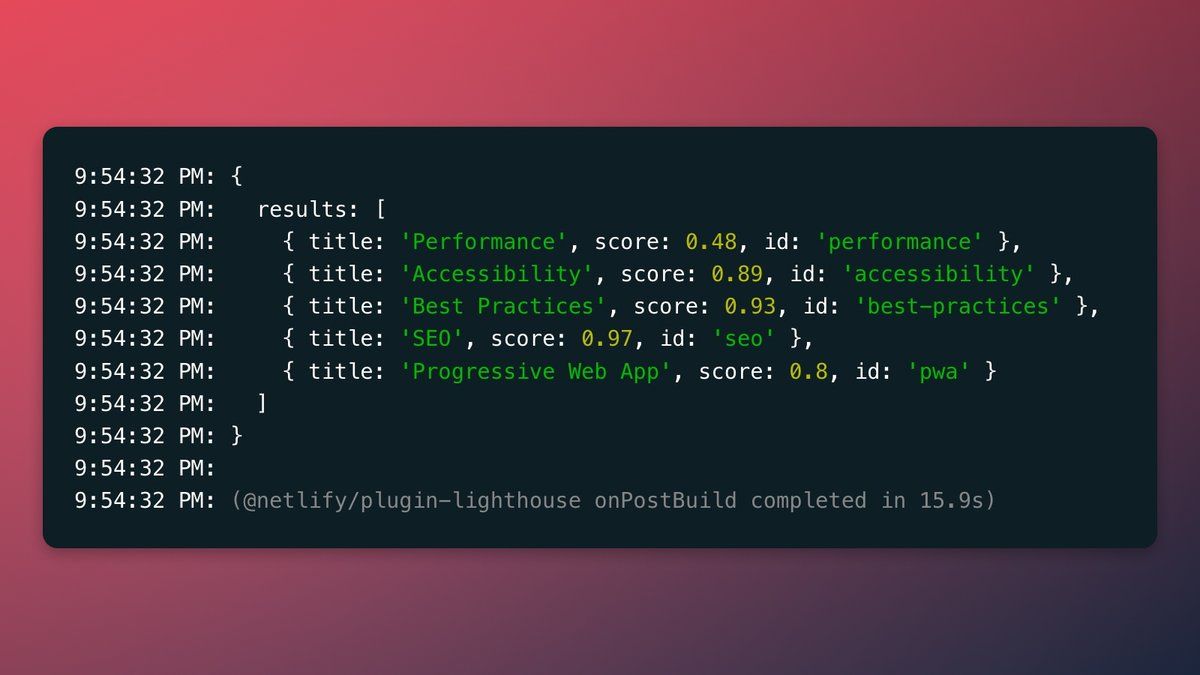 9:54:32 PM: {
9:54:32 PM:   results: [
9:54:32 PM:     { title: 'Performance', score: 0.48, id: 'performance' },
9:54:32 PM:     { title: 'Accessibility', score: 0.89, id: 'accessibility' },
9:54:32 PM:     { title: 'Best Practices', score: 0.93, id: 'best-practices' },
9:54:32 PM:     { title: 'SEO', score: 0.97, id: 'seo' },
9:54:32 PM:     { title: 'Progressive Web App', score: 0.8, id: 'pwa' }
9:54:32 PM:   ]
9:54:32 PM: }
9:54:32 PM:
9:54:32 PM: (@netlify/plugin-lighthouse onPostBuild completed in 15.9s)